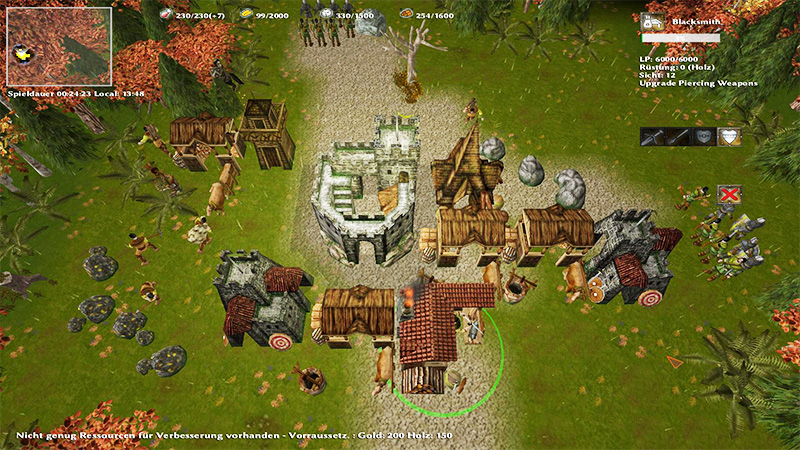 230/230(+7) 99/2000 330/1500 254/1600
Blacksmith
LP: 6000/6000
Rüstung: 0 (Holz)
Sicht: 12
Upgrade Piercing Weapons
Spieldauer 00:24:23 Local: 13:48
Nicht genug Ressourcen für Verbesserung vorhanden - Vorraussetz. : Gold: 200 Holz: 150